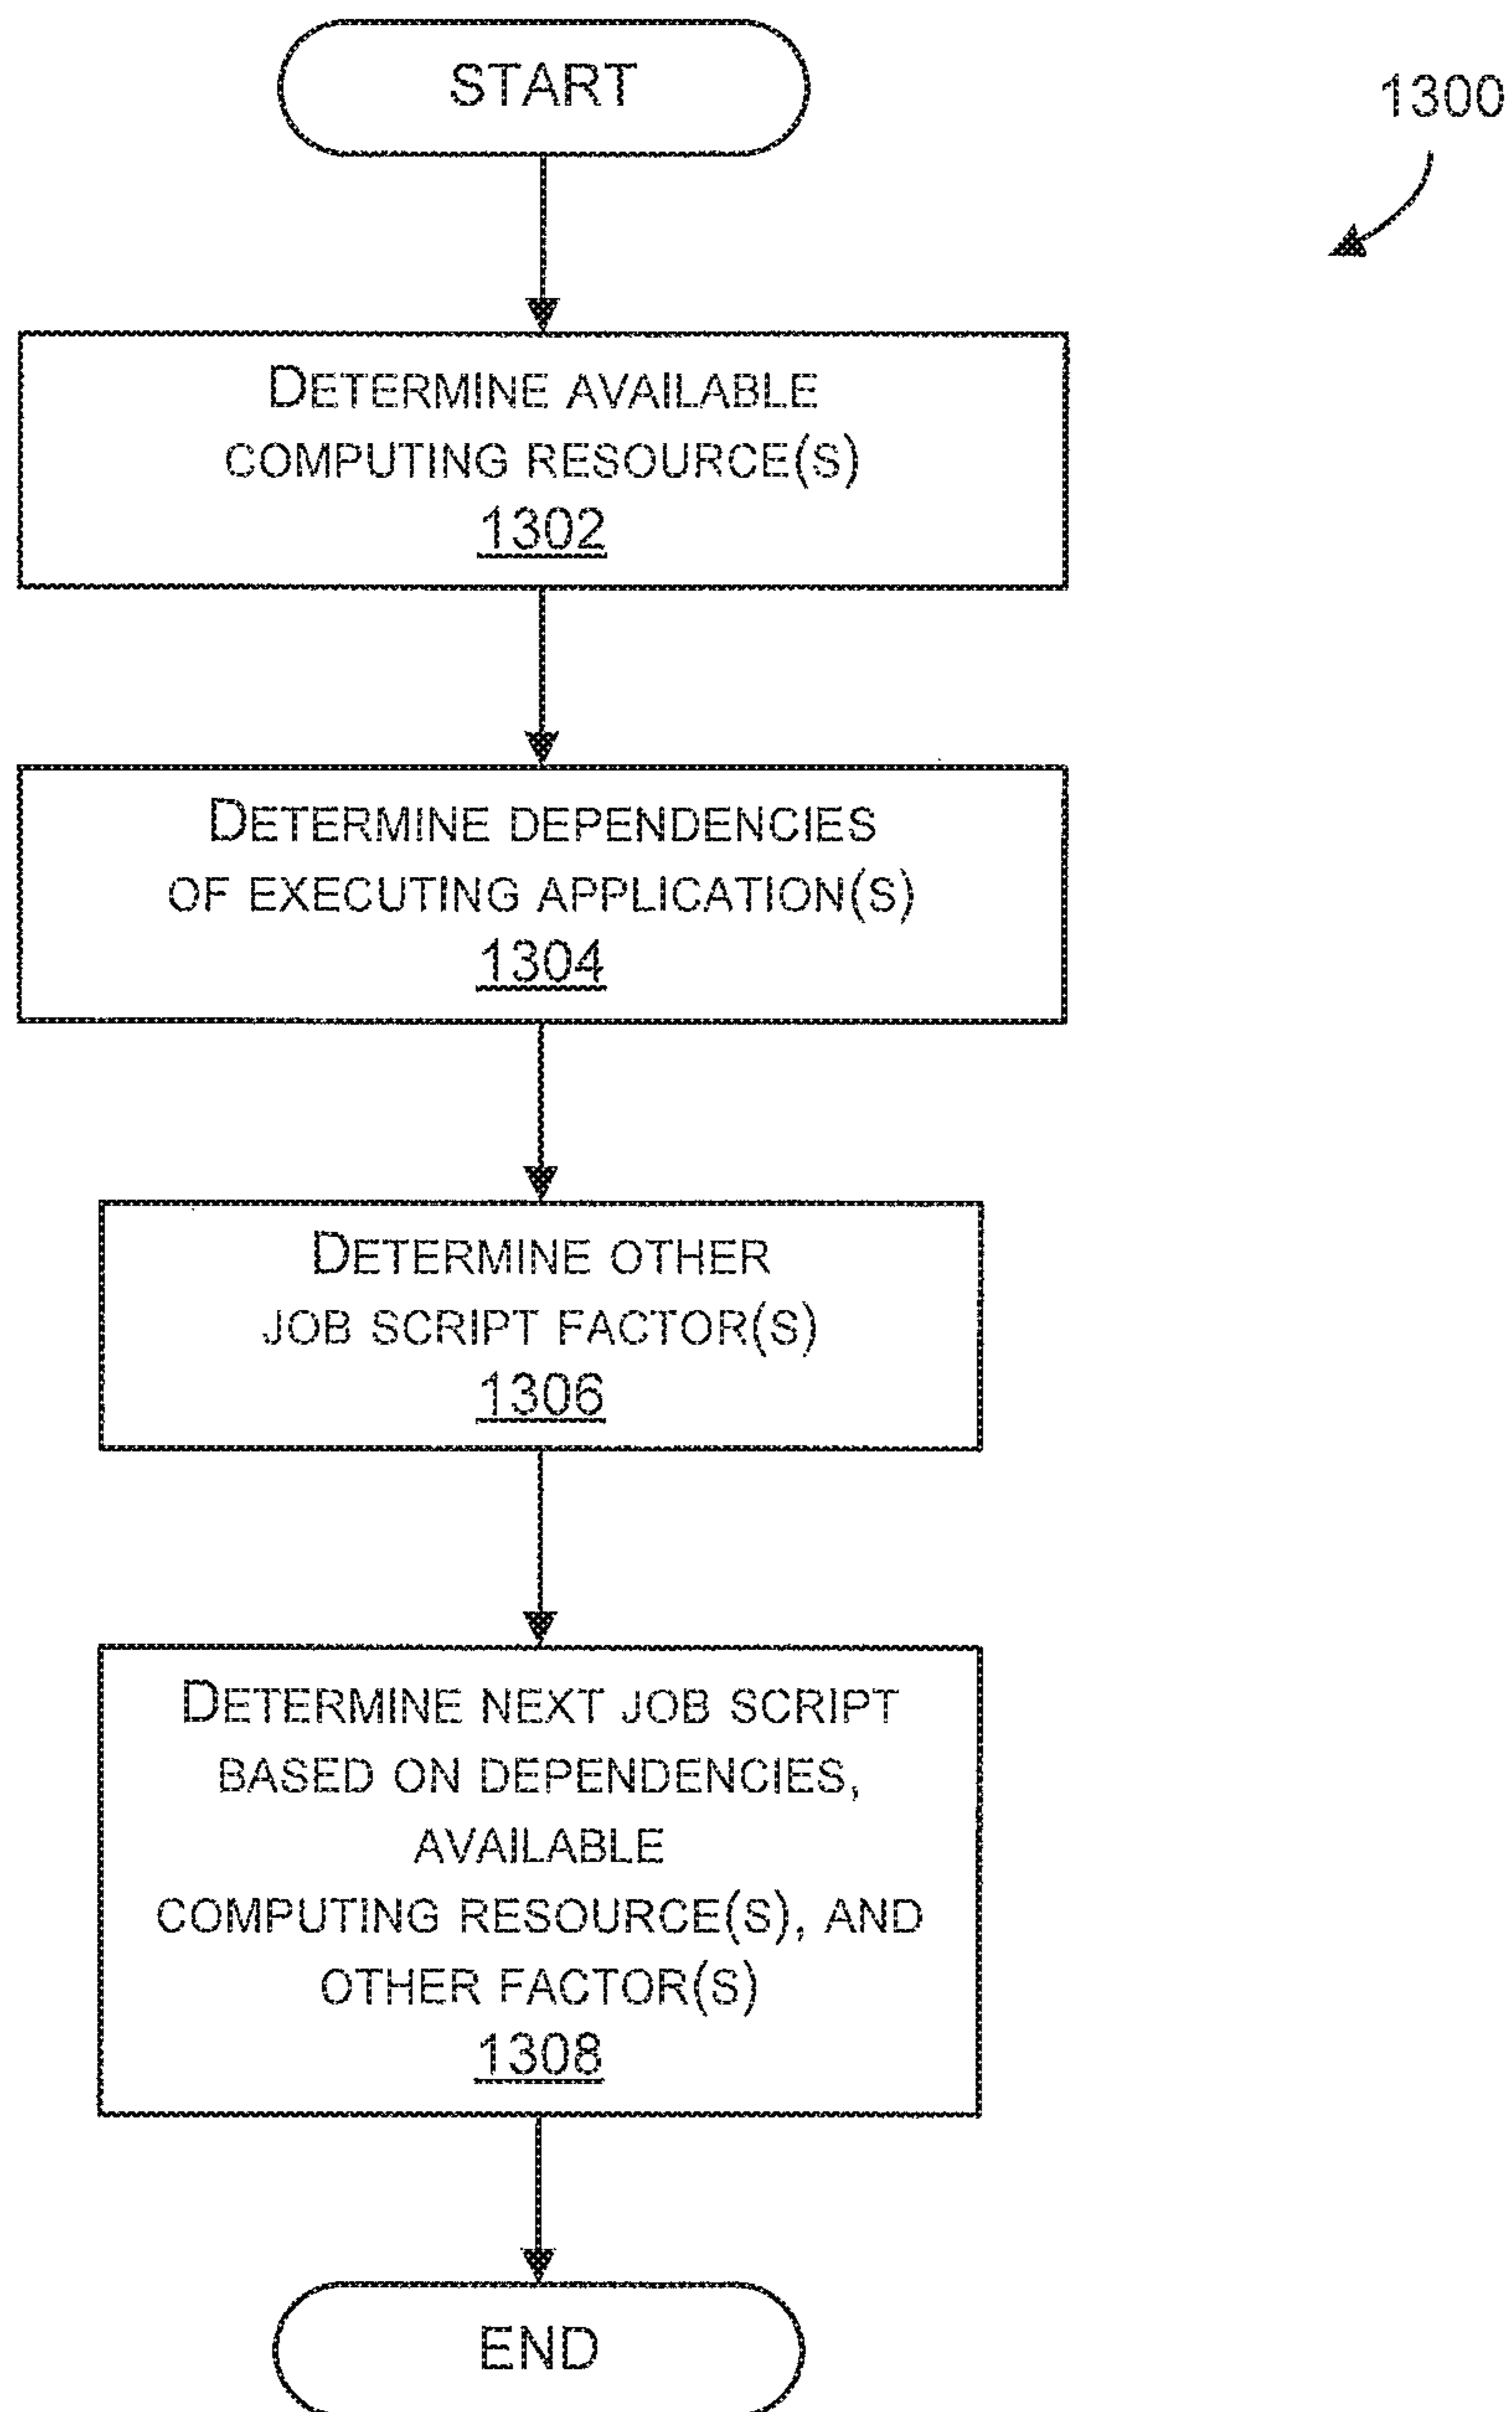 START
1300
DETERMINE AVAILABLE
COMPUTING RESOURCE(S)
1302
DETERMINE DEPENDENCIES
OF EXECUTING APPLICATION(S)
1304
DETERMINE OTHER
JOB SCRIPT FACTOR(S)
1306
DETERMINE NEXT JOB SCRIPT
BASED ON DEPENDENCIES,
AVAILABLE
COMPUTING RESOURCE(S), AND
OTHER FACTOR(S)
1308
END